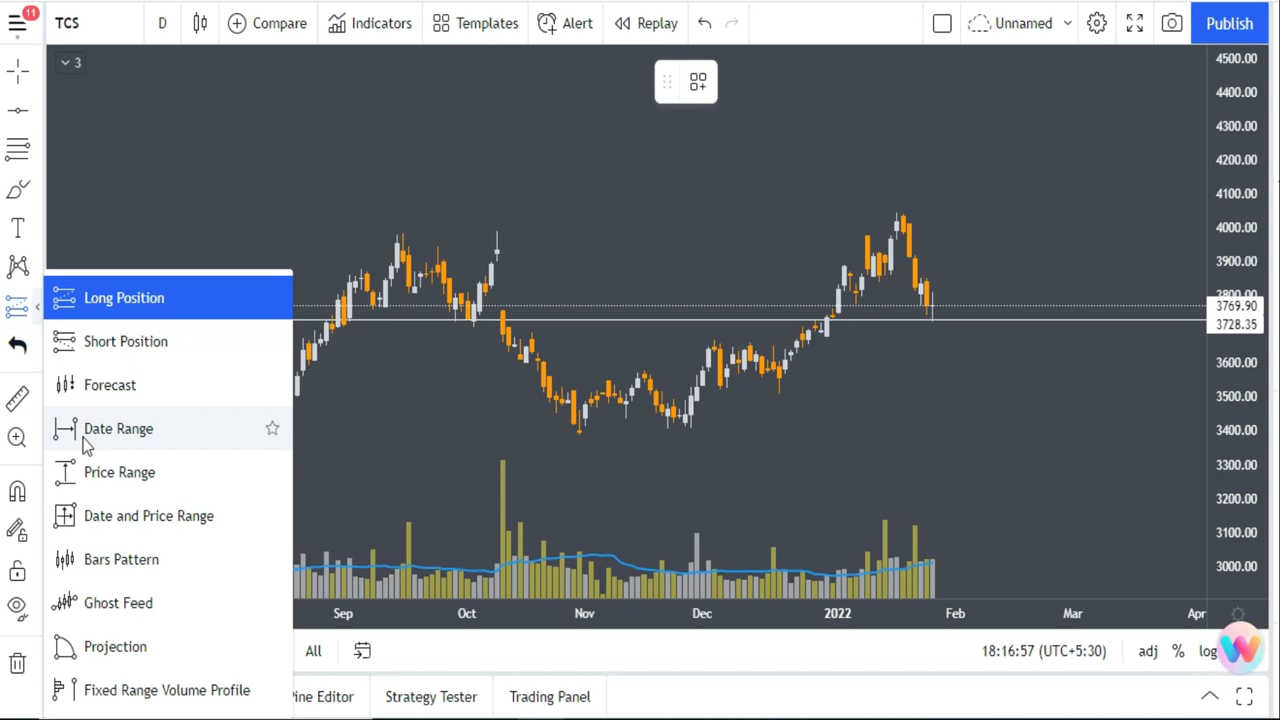 11
TCS
D
Compare
Indicators
Templates
Alert
Replay
Unnamed
Publish
3
4500.00
4400.00
4300.00
4200.00
4100.00
4000.00
3900.00
3800.00
3769.90
3728.35
3600.00
3500.00
3400.00
3300.00
3200.00
3100.00
3000.00
Long Position
Short Position
Forecast
Date Range
Price Range
Date and Price Range
Bars Pattern
Ghost Feed
Projection
Fixed Range Volume Profile
Sep
Oct
Nov
Dec
2022
Feb
Mar
Apr
All
18:16:57 (UTC+5:30)
adj
%
log
Pine Editor
Strategy Tester
Trading Panel